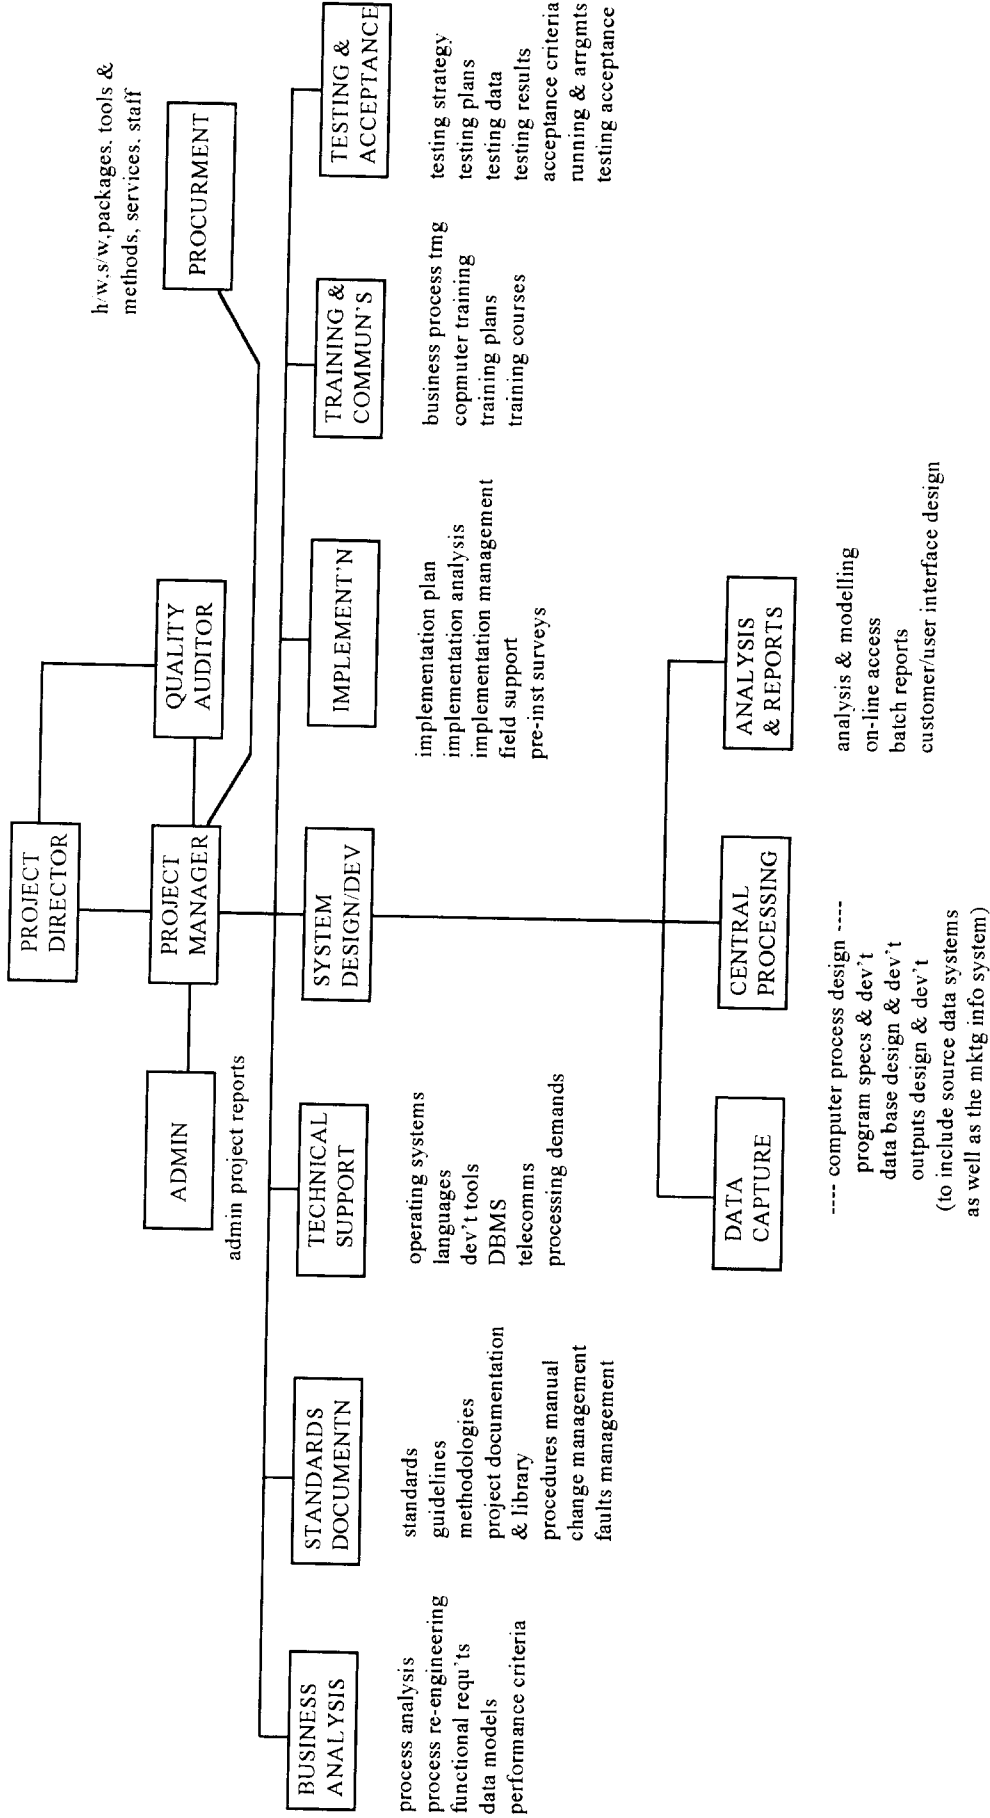 PROJECT
DIRECTOR
ADMIN
admin project reports
PROJECT
MANAGER
QUALITY
AUDITOR
h/w.s/w,packages. tools &
methods, services. staff
PROCURMENT
BUSINESS
ANALYSIS
process analysis
process re-engineering
functional requ'ts
data models
performance criteria
STANDARDS
DOCUMENTN
standards
guidelines
methodologies
project documentation
& library
procedures manual
change management
faults management
TECHNICAL
SUPPORT
operating systems
languages
dev't tools
DBMS
telecomms
processing demands
SYSTEM
DESIGN/DEV
IMPLEMENT'N
implementation plan
implementation analysis
implementation management
field support
pre-inst surveys
TRAINING &
COMMUN'S
business process tmg
copmuter training
training plans
training courses
TESTING &
ACCEPTANCE
testing strategy
testing plans
testing data
testing results
acceptance criteria
running & arrgmts
testing acceptance
DATA
CAPTURE
CENTRAL
PROCESSING
---- computer process design ----
program specs & dev't
data base design & dev't
outputs design & dev't
(to include source data systems
as well as the mktg info system)
ANALYSIS
& REPORTS
analysis & modelling
on-line access
batch reports
customer/user interface design